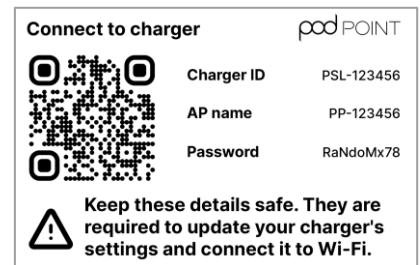 Connect to charger
pod POINT
Charger ID PSL-123456
AP name PP-123456
Password RaNdoMx78
Keep these details safe. They are
required to update your charger's
settings and connect it to Wi-Fi.